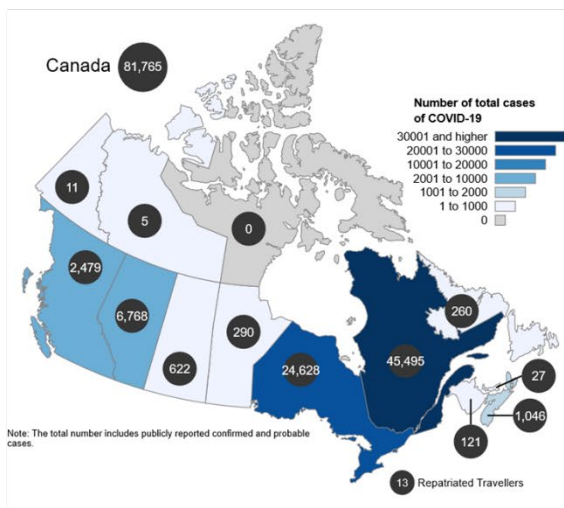 Canada 81,765
Number of total cases
of COVID-19
30001 and higher
20001 to 30000
10001 to 20000
2001 to 10000
1001 to 2000
1 to 1000
0
11
5
0
2,479
6,768
622
290
24,628
45,495
260
27
1,046
121
Note: The total number includes publicly reported confirmed and probable
cases.
13 Repatriated Travellers